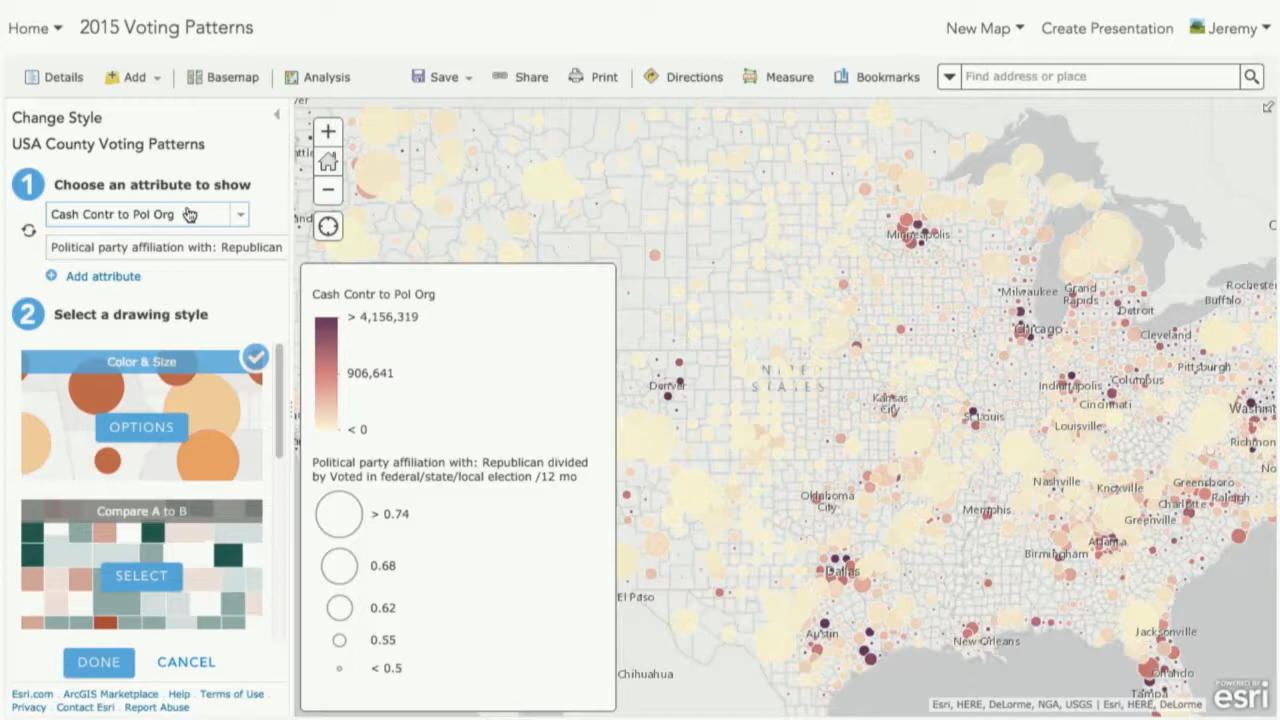 Home
2015 Voting Patterns
New Map
Create Presentation
Jeremy
Details
Add
Basemap
Analysis
Save
Share
Print
Directions
Measure
Bookmarks
Find address or place
Change Style
USA County Voting Patterns
1 Choose an attribute to show
Cash Contr to Pol Org
Political party affiliation with: Republican
Add attribute
2 Select a drawing style
Color & Size
OPTIONS
Compare A to B
SELECT
DONE
CANCEL
Esri.com . ArcGIS Marketplace . Help . Terms of Use .
Privacy . Contact Esri . Report Abuse
+
−
Cash Contr to Pol Org
> 4,156,319
906,641
< 0
Political party affiliation with: Republican divided
by Voted in federal/state/local election /12 mo
> 0.74
0.68
0.62
0.55
< 0.5
Minneapolis
Milwaukee
Grand
Rapids
Rochester
Buffalo
Detroit
Chicago
Cleveland
Pittsburgh
UNITED
STATES
Denver
Kansas
City
St Louis
Indianapolis
Columbus
Cincinnati
Washint
Louisville
Richmon
Nashville
Knoxville
Greensboro
No
Raleigh
Oklahoma
City
Memphis
Charlotte
Greenville
Atlanta
Birmingham
Dallas
El Paso
Austin
New Orleans
Jacksonville
Chihuahua
Orlando
Tampa
Esri, HERE, DeLorme, NGA, USGS | Esri, HERE, DeLorme
POWERED BY
esri